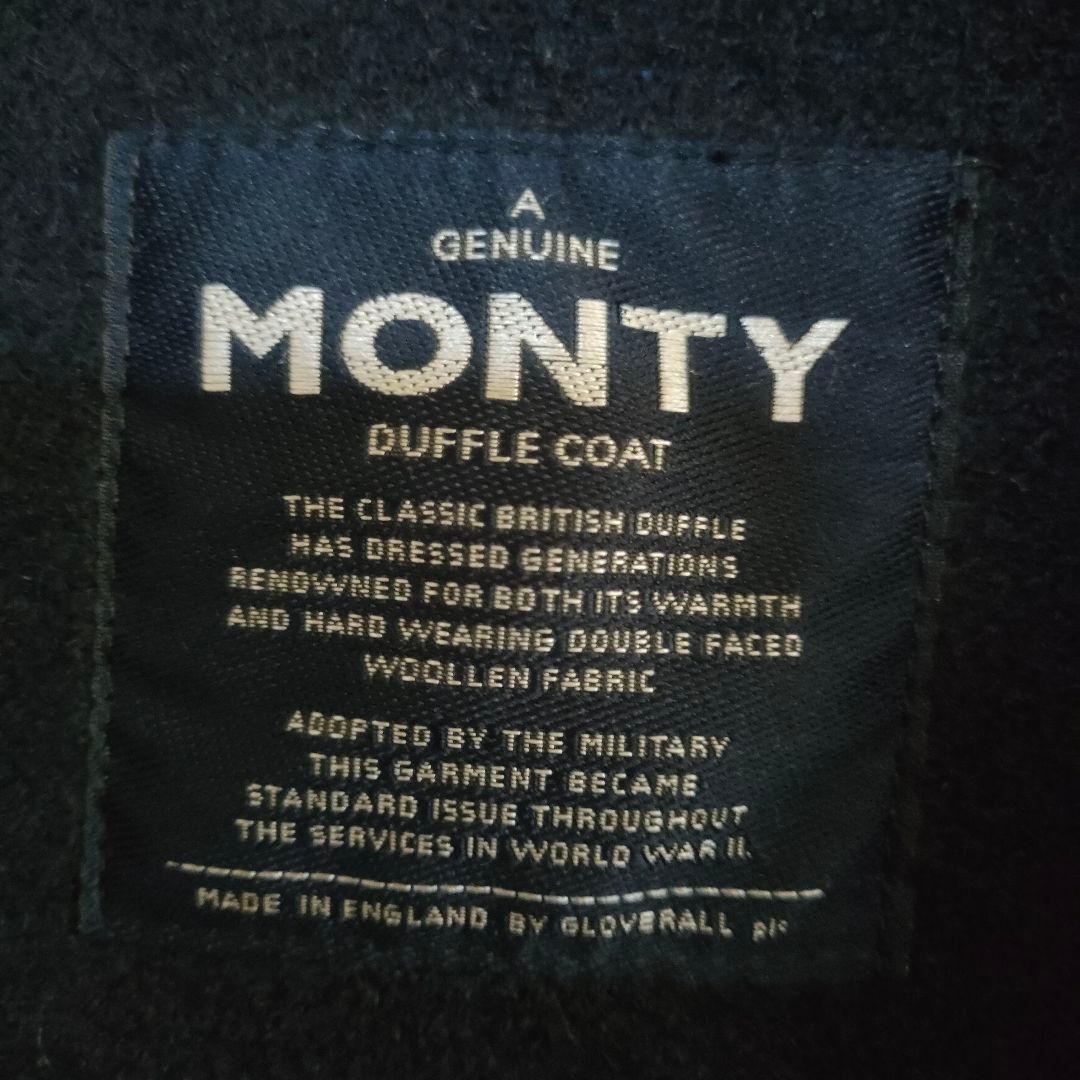 A
GENUINE
MONTY
DUFFLE COAT
THE CLASSIC BRITISH DUFFLE
HAS DRESSED GENERATIONS
RENOWNED FOR BOTH ITS WARMTH
AND HARD WEARING DOUBLE FACED
WOOLLEN FABRIC
ADOPTED BY THE MILITARY
THIS GARMENT BECAME
STANDARD ISSUE THROUGHOUT
THE SERVICES IN WORLD WAR II.
MADE IN ENGLAND BY GLOVERALL plc